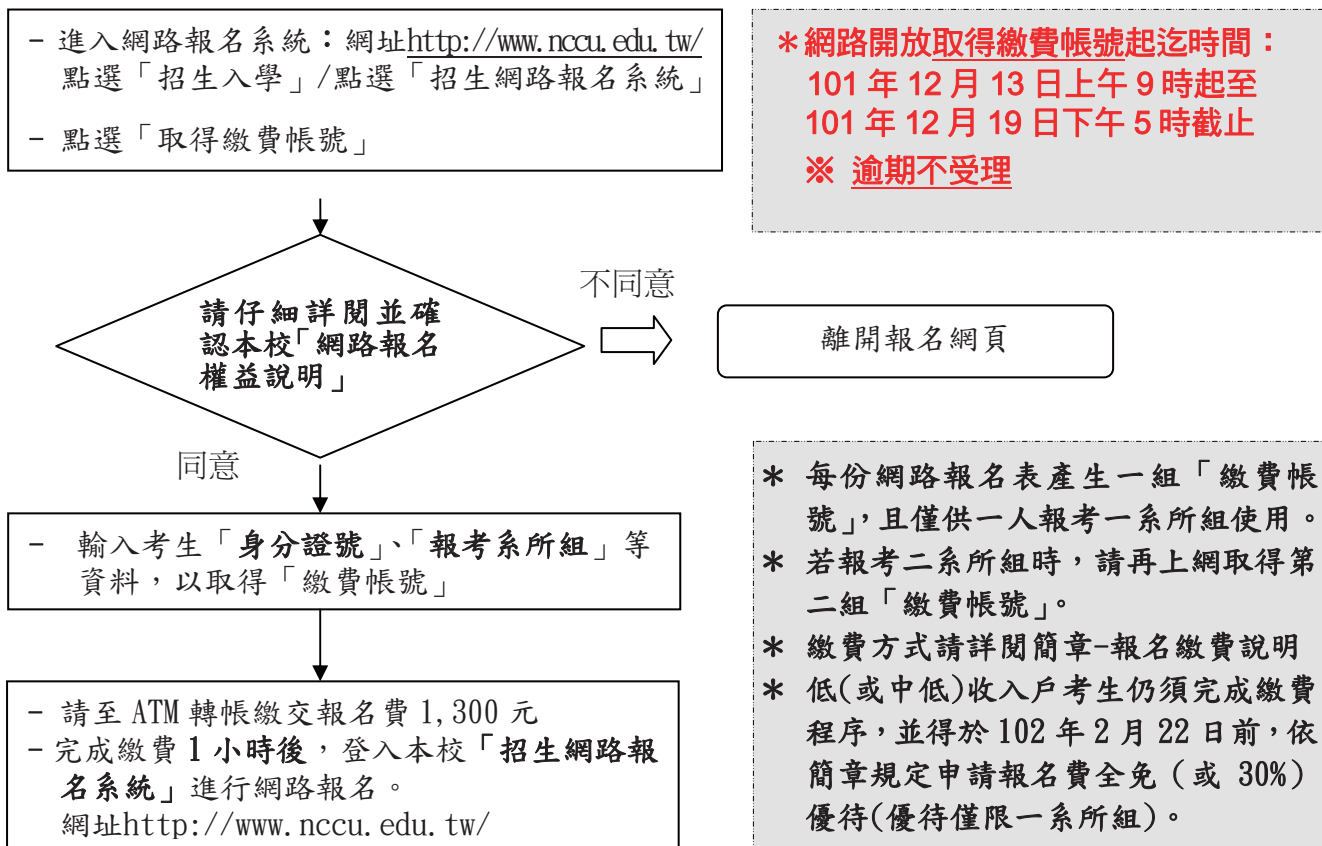 - 進入網路報名系統：網址http://www.nccu.edu.tw/
點選「招生入學」/點選「招生網路報名系統」
- 點選「取得繳費帳號」
＊網路開放取得繳費帳號起迄時間：
101 年 12 月 13 日上午 9 時起至
101 年 12 月 19 日下午 5 時截止
※ 逾期不受理
請仔細詳閱並確
認本校「網路報名
權益說明」
不同意
離開報名網頁
同意
- 輸入考生「身分證號」、「報考系所組」等
資料，以取得「繳費帳號」
- 請至 ATM 轉帳繳交報名費 1,300 元
- 完成繳費 1 小時後，登入本校「招生網路報
名系統」進行網路報名。
網址http://www.nccu.edu.tw/
＊ 每份網路報名表產生一組「繳費帳
號」，且僅供一人報考一系所組使用。
＊ 若報考二系所組時，請再上網取得第
二組「繳費帳號」。
＊ 繳費方式請詳閱簡章-報名繳費說明
＊ 低(或中低)收入戶考生仍須完成繳費
程序，並得於 102 年 2 月 22 日前，依
簡章規定申請報名費全免（或 30%）
優待(優待僅限一系所組)。